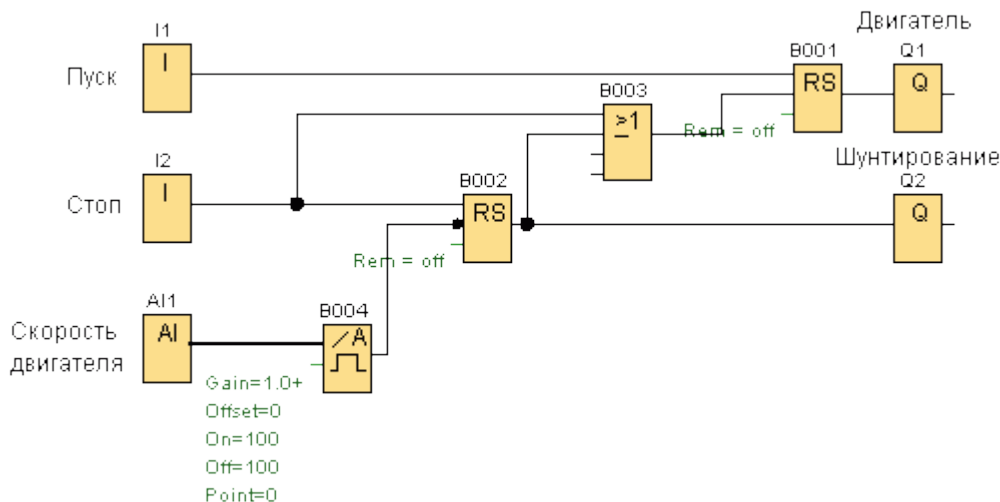 Двигатель
I1
B001
Q1
Пуск
I
RS
Q
B003
>1
Rem = off
Шунтирование
I2
B002
Q2
Стоп
I
RS
Q
Rem = off
AI1
B004
Скорость
двигателя
AI
/A
Gain=1.0+
Offset=0
On=100
Off=100
Point=0